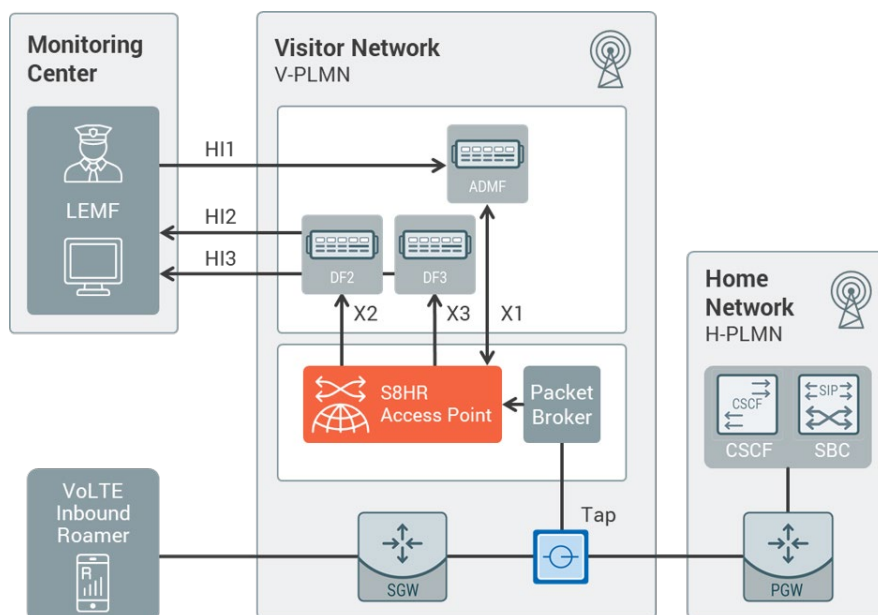 Monitoring
Center
LEMF
HI1
HI2
HI3
Visitor Network
V-PLMN
ADMF
DF2
DF3
X2
X3
X1
S8HR
Access Point
Packet
Broker
Tap
SGW
VoLTE
Inbound
Roamer
R
Home
Network
H-PLMN
CSCF
SIP
CSCF
SBC
PGW